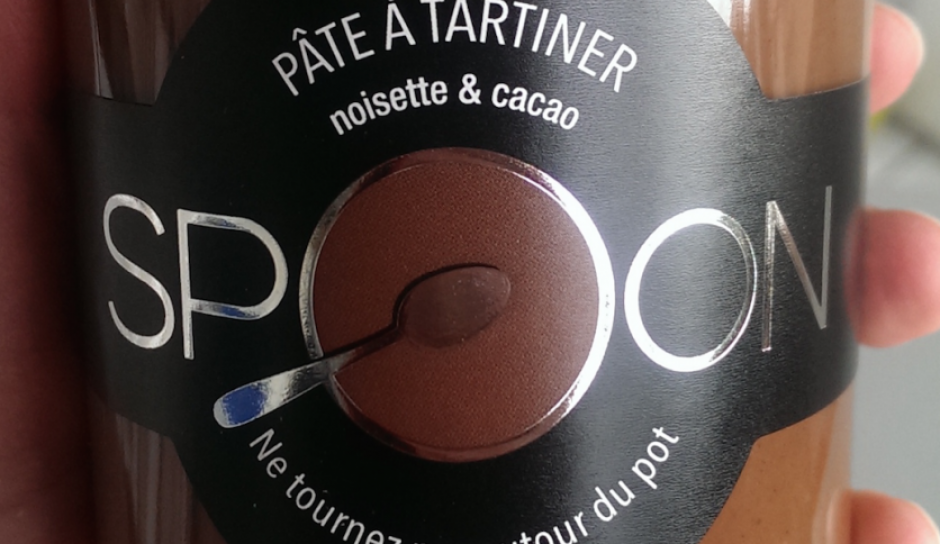 PÂTE À TARTINER
noisette & cacao
SPOON
Ne tournez du pot